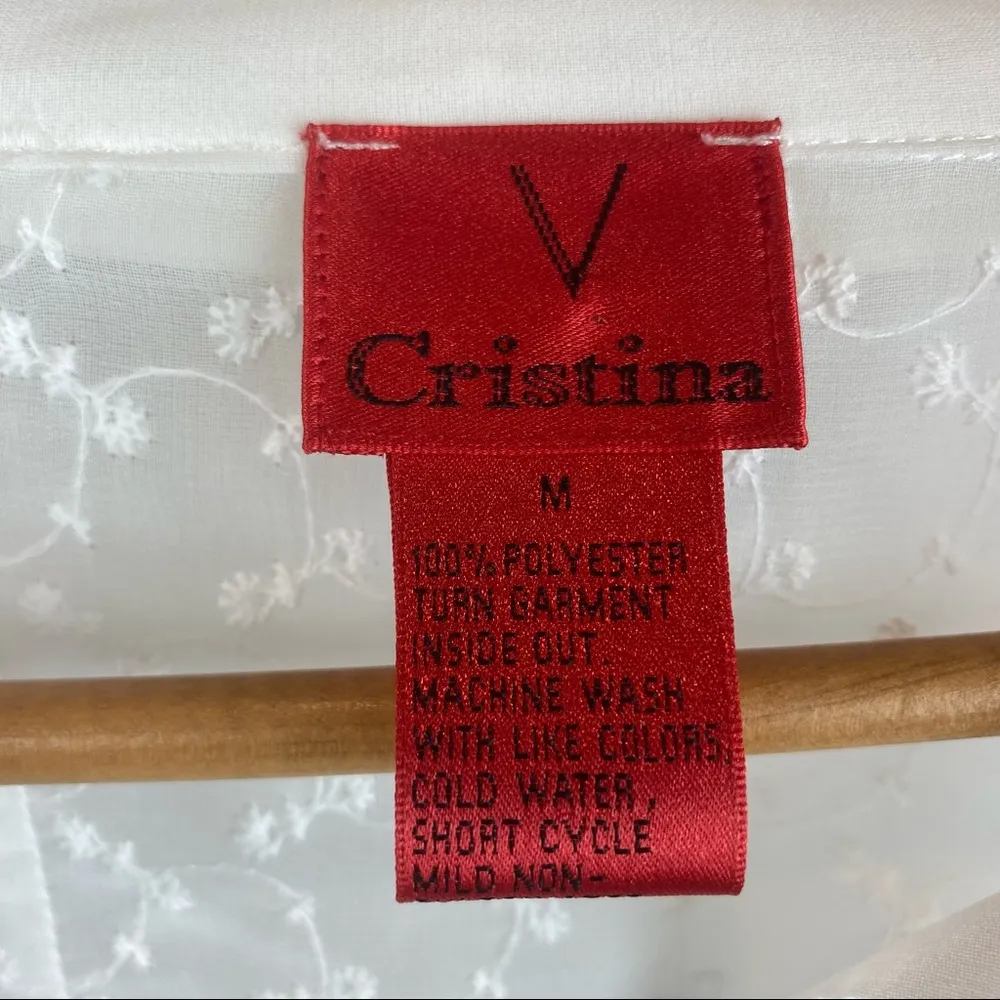 V
Cristina
M
100% POLYESTER
TURN GARMENT
INSIDE OUT.
MACHINE WASH
WITH LIKE COLORS,
COLD WATER,
SHORT CYCLE
MILD NON-